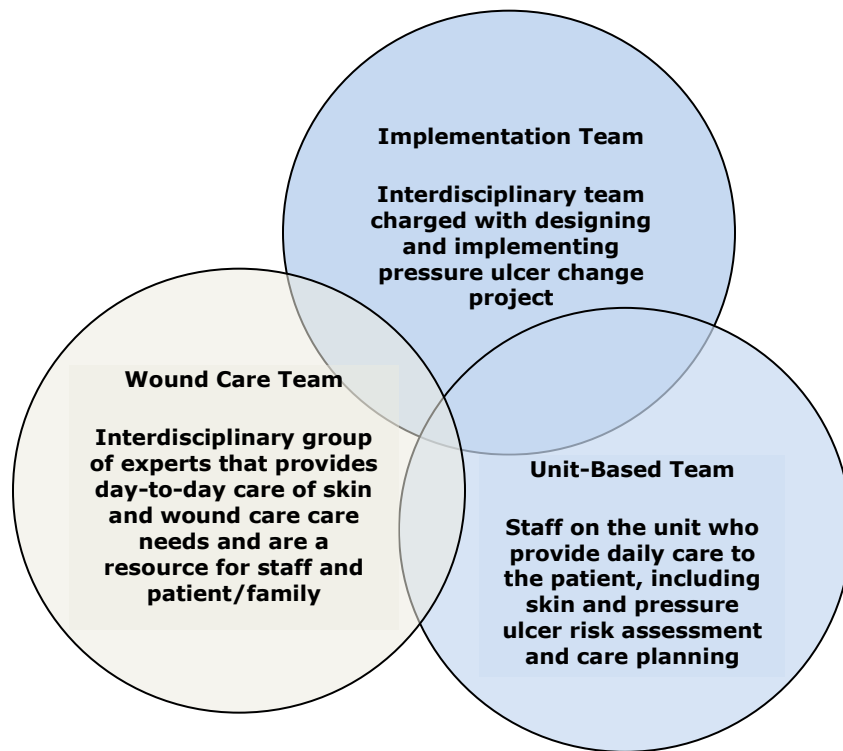 Implementation Team
Interdisciplinary team
charged with designing
and implementing
pressure ulcer change
project
Wound Care Team
Interdisciplinary group
of experts that provides
day-to-day care of skin
and wound care care
needs and are a
resource for staff and
patient/family
Unit-Based Team
Staff on the unit who
provide daily care to
the patient, including
skin and pressure
ulcer risk assessment
and care planning